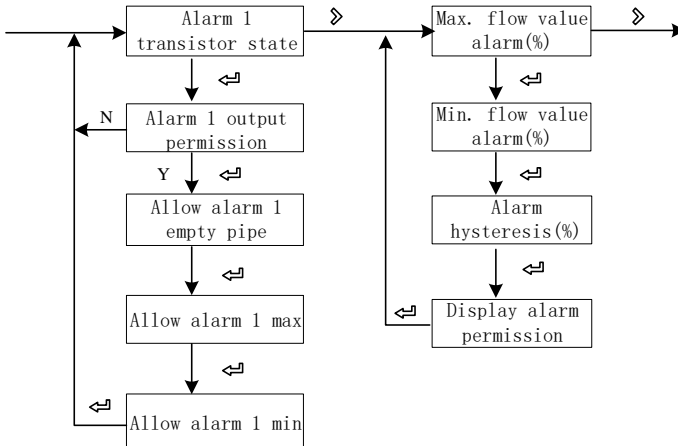 Alarm 1
transistor state
Alarm 1 output
permission
N
Y
Allow alarm 1
empty pipe
Allow alarm 1 max
Allow alarm 1 min
Max. flow value
alarm(%)
Min. flow value
alarm(%)
Alarm
hysteresis(%)
Display alarm
permission